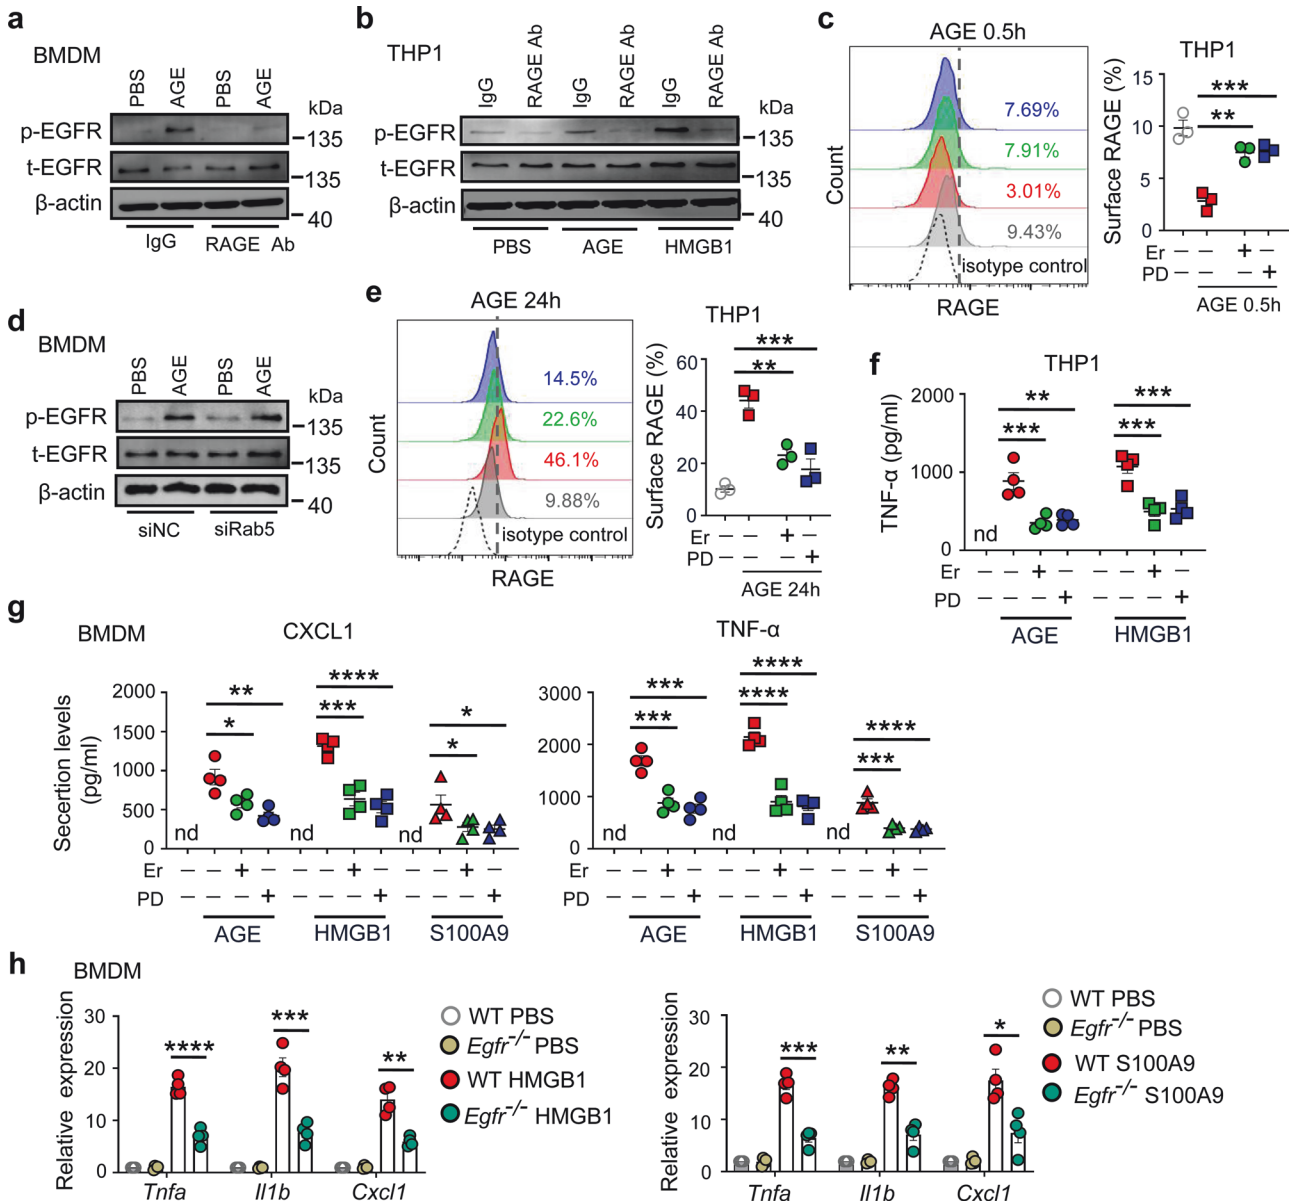 a
BMDM
PBS
AGE
PBS
AGE
kDa
p-EGFR
135
t-EGFR
135
β-actin
40
IgG
RAGE Ab
b
THP1
IgG
RAGE Ab
IgG
RAGE Ab
IgG
RAGE Ab
kDa
p-EGFR
135
t-EGFR
135
β-actin
40
PBS
AGE
HMGB1
c
AGE 0.5h
Count
7.69%
7.91%
3.01%
9.43%
isotype control
RAGE
THP1
Surface RAGE (%)
15
10
5
0
***
**
Er – – + –
PD – – – +
AGE 0.5h
d
BMDM
PBS
AGE
PBS
AGE
kDa
p-EGFR
135
t-EGFR
135
β-actin
40
siNC
siRab5
e
AGE 24h
Count
14.5%
22.6%
46.1%
9.88%
isotype control
RAGE
THP1
Surface RAGE (%)
60
40
20
0
***
**
Er – – + –
PD – – – +
AGE 24h
f
THP1
TNF-α (pg/ml)
2000
1000
0
** ***
*** ***
nd
Er – – + – – – + –
PD – – – + – – – +
AGE HMGB1
g
BMDM
CXCL1
Secertion levels
(pg/ml)
2000
1500
1000
500
0
** **** *
* *** *
nd nd nd
Er – – + – – – + – – – + –
PD – – – + – – – + – – – +
AGE HMGB1 S100A9
TNF-α
3000
2000
1000
0
*** **** ****
*** **** ***
nd nd nd
– – + – – – + – – – + –
– – – + – – – + – – – +
AGE HMGB1 S100A9
h
BMDM
Relative expression
30
20
10
0
**** *** **
Tnfa Il1b Cxcl1
WT PBS
Egfr-/- PBS
WT HMGB1
Egfr-/- HMGB1
Relative expression
30
20
10
0
*** ** *
Tnfa Il1b Cxcl1
WT PBS
Egfr-/- PBS
WT S100A9
Egfr-/- S100A9